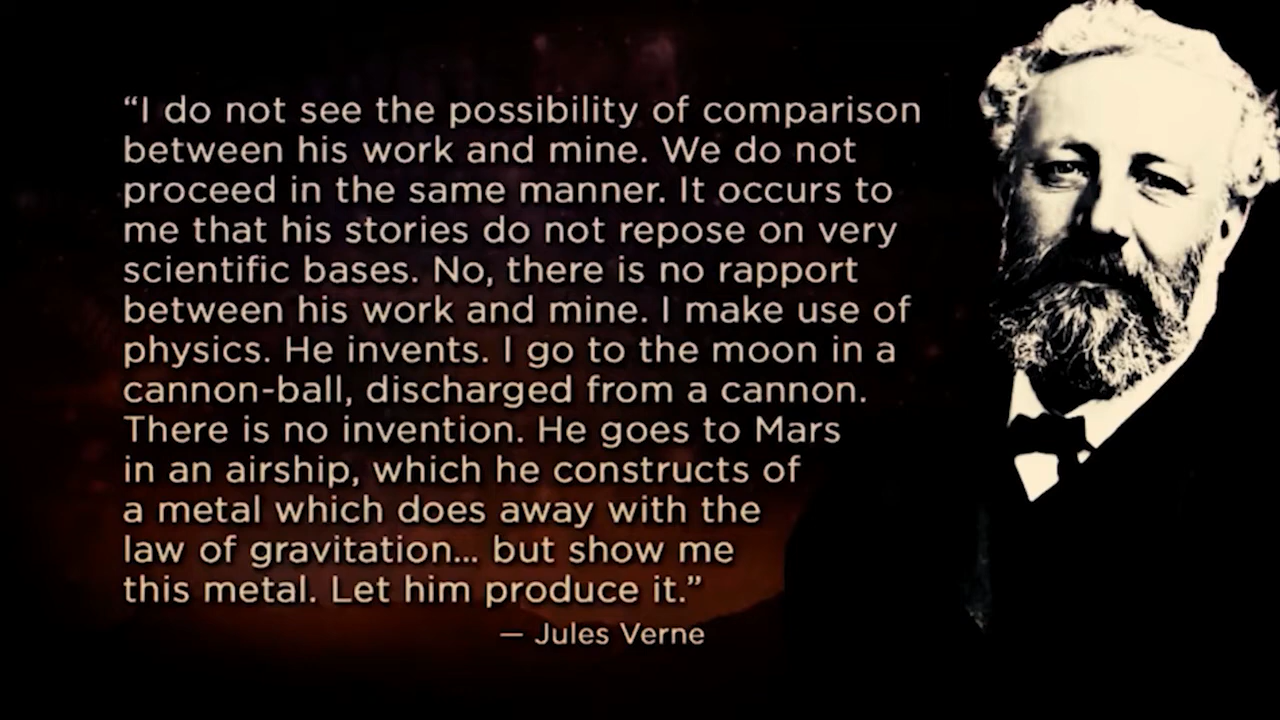 “I do not see the possibility of comparison
between his work and mine. We do not
proceed in the same manner. It occurs to
me that his stories do not repose on very
scientific bases. No, there is no rapport
between his work and mine. I make use of
physics. He invents. I go to the moon in a
cannon-ball, discharged from a cannon.
There is no invention. He goes to Mars
in an airship, which he constructs of
a metal which does away with the
law of gravitation... but show me
this metal. Let him produce it.”
— Jules Verne